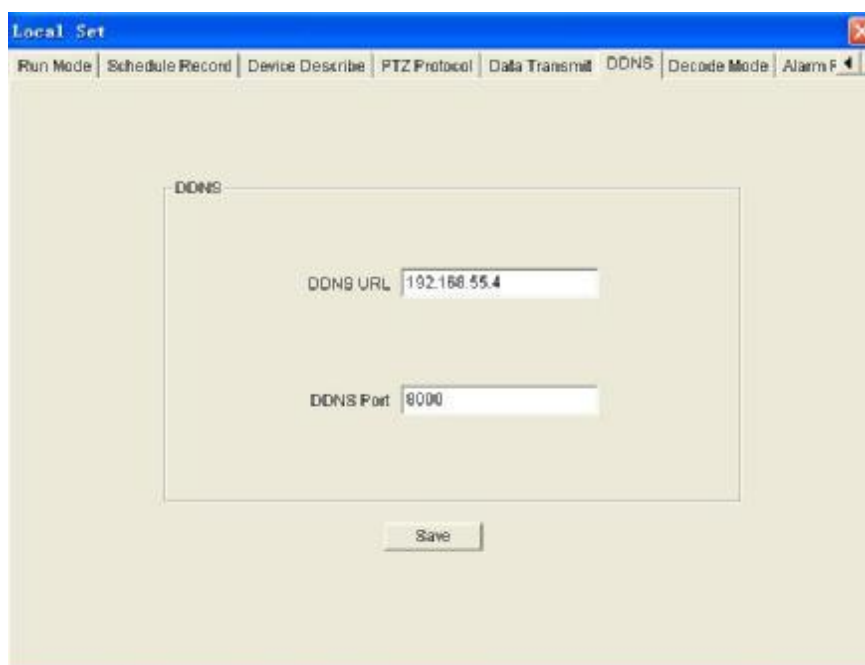 Local Set
Run Mode Schedule Record Device Describe PTZ Protocol Data Transmit DDNS Decode Mode Alarm
DDNS
DDNS URL 192.168.55.4
DDNS Port 8000
Save